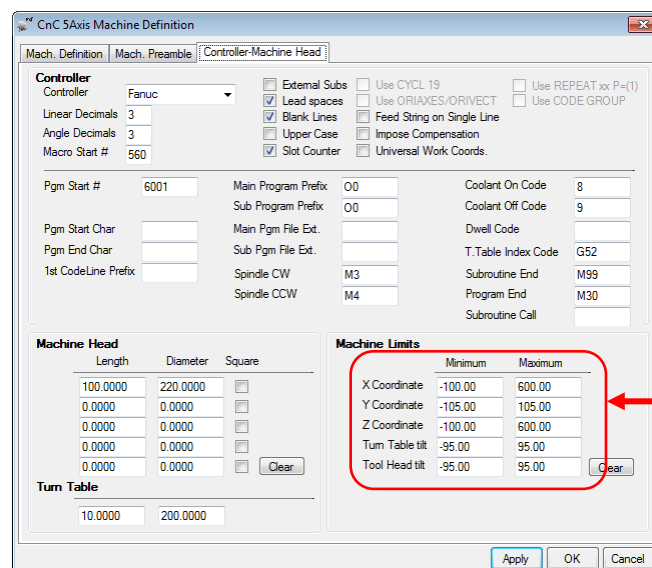 CnC 5Axis Machine Definition
Mach. Definition Mach. Preamble Controller-Machine Head
Controller
Controller Fanuc
Linear Decimals 3
Angle Decimals 3
Macro Start # 560
External Subs Use CYCL 19 Use REPEAT xx P=(1)
Lead spaces Use ORIAXES/ORIVECT Use CODE GROUP
Blank Lines Feed String on Single Line
Upper Case Impose Compensation
Slot Counter Universal Work Coords.
Pgm Start # 6001 Main Program Prefix O0 Coolant On Code 8
Sub Program Prefix O0 Coolant Off Code 9
Pgm Start Char Main Pgm File Ext. Dwell Code
Pgm End Char Sub Pgm File Ext. T.Table Index Code G52
1st CodeLine Prefix Spindle CW M3 Subroutine End M99
Spindle CCW M4 Program End M30
Subroutine Call
Machine Head
Length Diameter Square
100.0000 220.0000
0.0000 0.0000
0.0000 0.0000
0.0000 0.0000
0.0000 0.0000 Clear
Turn Table
10.0000 200.0000
Machine Limits
Minimum Maximum
X Coordinate -100.00 600.00
Y Coordinate -105.00 105.00
Z Coordinate -100.00 600.00
Turn Table tilt -95.00 95.00
Tool Head tilt -95.00 95.00 Clear
Apply OK Cancel